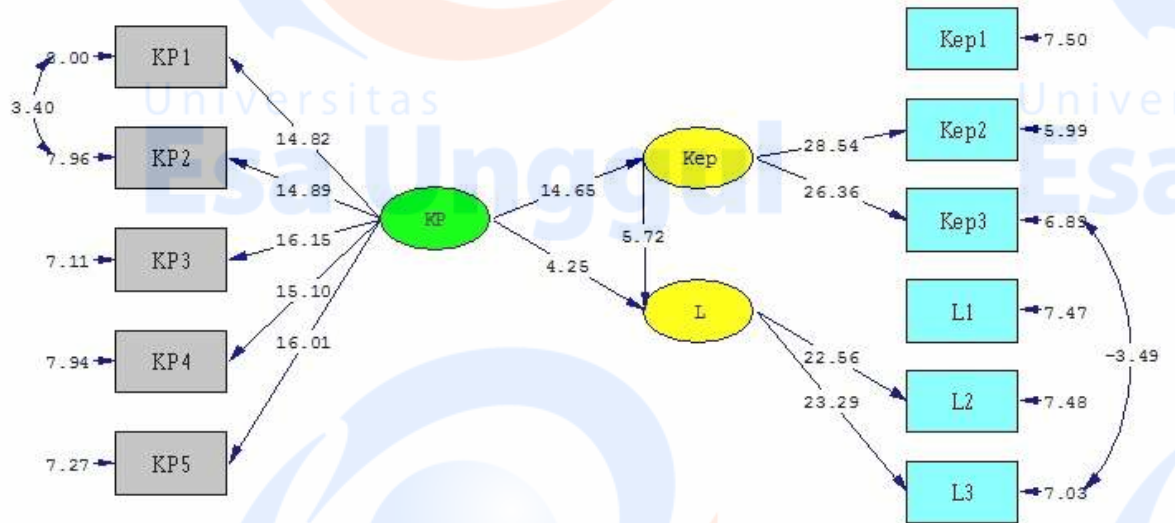 KP1
8.00
3.40
KP2
7.96
KP3
7.11
KP4
7.94
KP5
7.27
14.82
14.89
16.15
15.10
16.01
KP
14.65
4.25
Kep
5.72
L
28.54
26.36
22.56
23.29
Kep1
7.50
Kep2
5.99
Kep3
6.89
L1
7.47
-3.49
L2
7.48
L3
7.03
Universitas
Esa Unggul
Univer
Esa